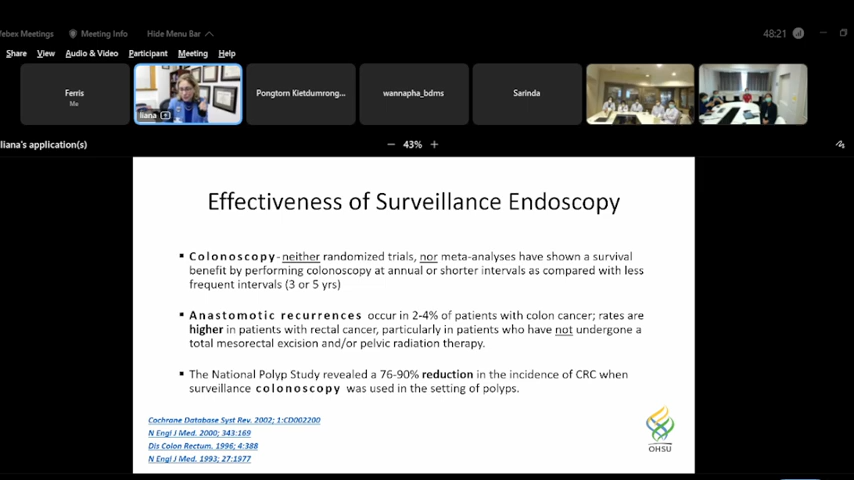 Webex Meetings Meeting Info Hide Menu Bar 48:21
Share View Audio & Video Participant Meeting Help
Ferris
Me
liana
Pongtorn Kietdumrong...
wannapha_bdms
Sarinda
liana's application(s)
— 43% +
Effectiveness of Surveillance Endoscopy
▪ Colonoscopy- neither randomized trials, nor meta-analyses have shown a survival
benefit by performing colonoscopy at annual or shorter intervals as compared with less
frequent intervals (3 or 5 yrs)
▪ Anastomotic recurrences occur in 2-4% of patients with colon cancer; rates are
higher in patients with rectal cancer, particularly in patients who have not undergone a
total mesorectal excision and/or pelvic radiation therapy.
▪ The National Polyp Study revealed a 76-90% reduction in the incidence of CRC when
surveillance colonoscopy was used in the setting of polyps.
Cochrane Database Syst Rev. 2002; 1:CD002200
N Engl J Med. 2000; 343:169
Dis Colon Rectum. 1996; 4:388
N Engl J Med. 1993; 27:1977
OHSU